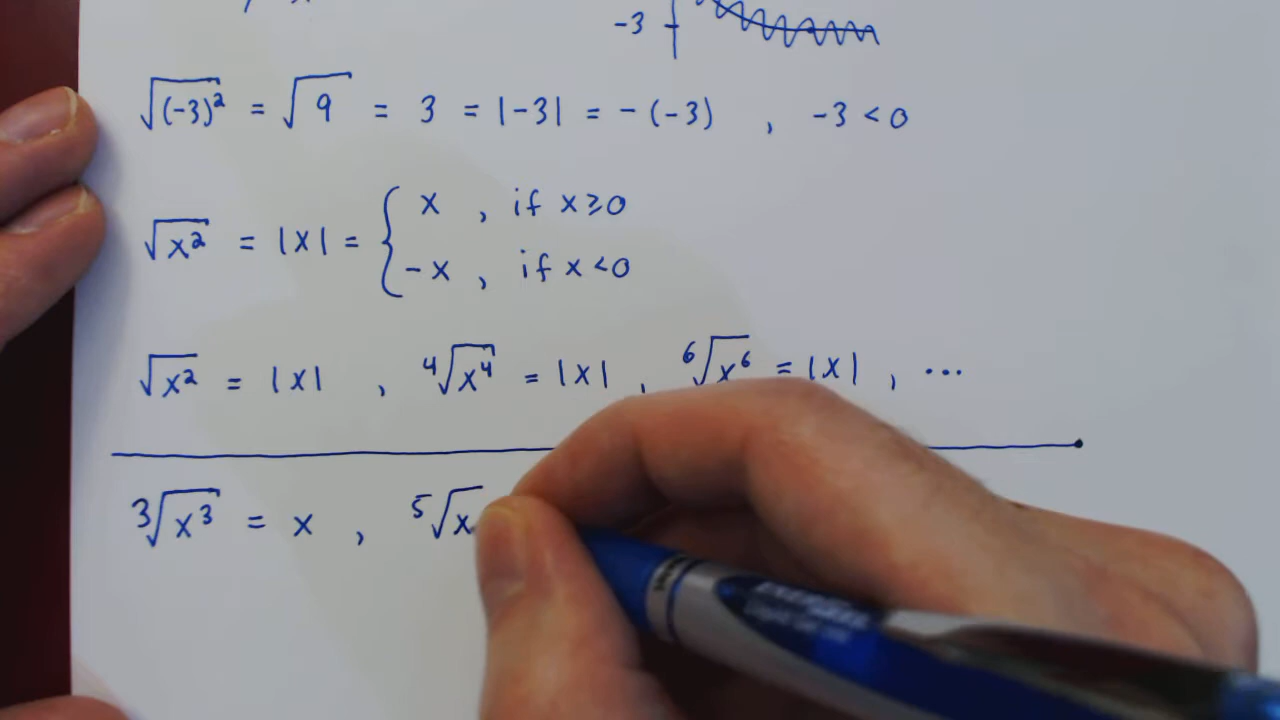 -3
√(-3)² = √9 = 3 = |-3| = -(-3) , -3 < 0
√x² = |x| = { x , if x ≥ 0
-x , if x < 0
√x² = |x| , ⁴√x⁴ = |x| , ⁶√x⁶ = |x| , ...
³√x³ = x , ⁵√x